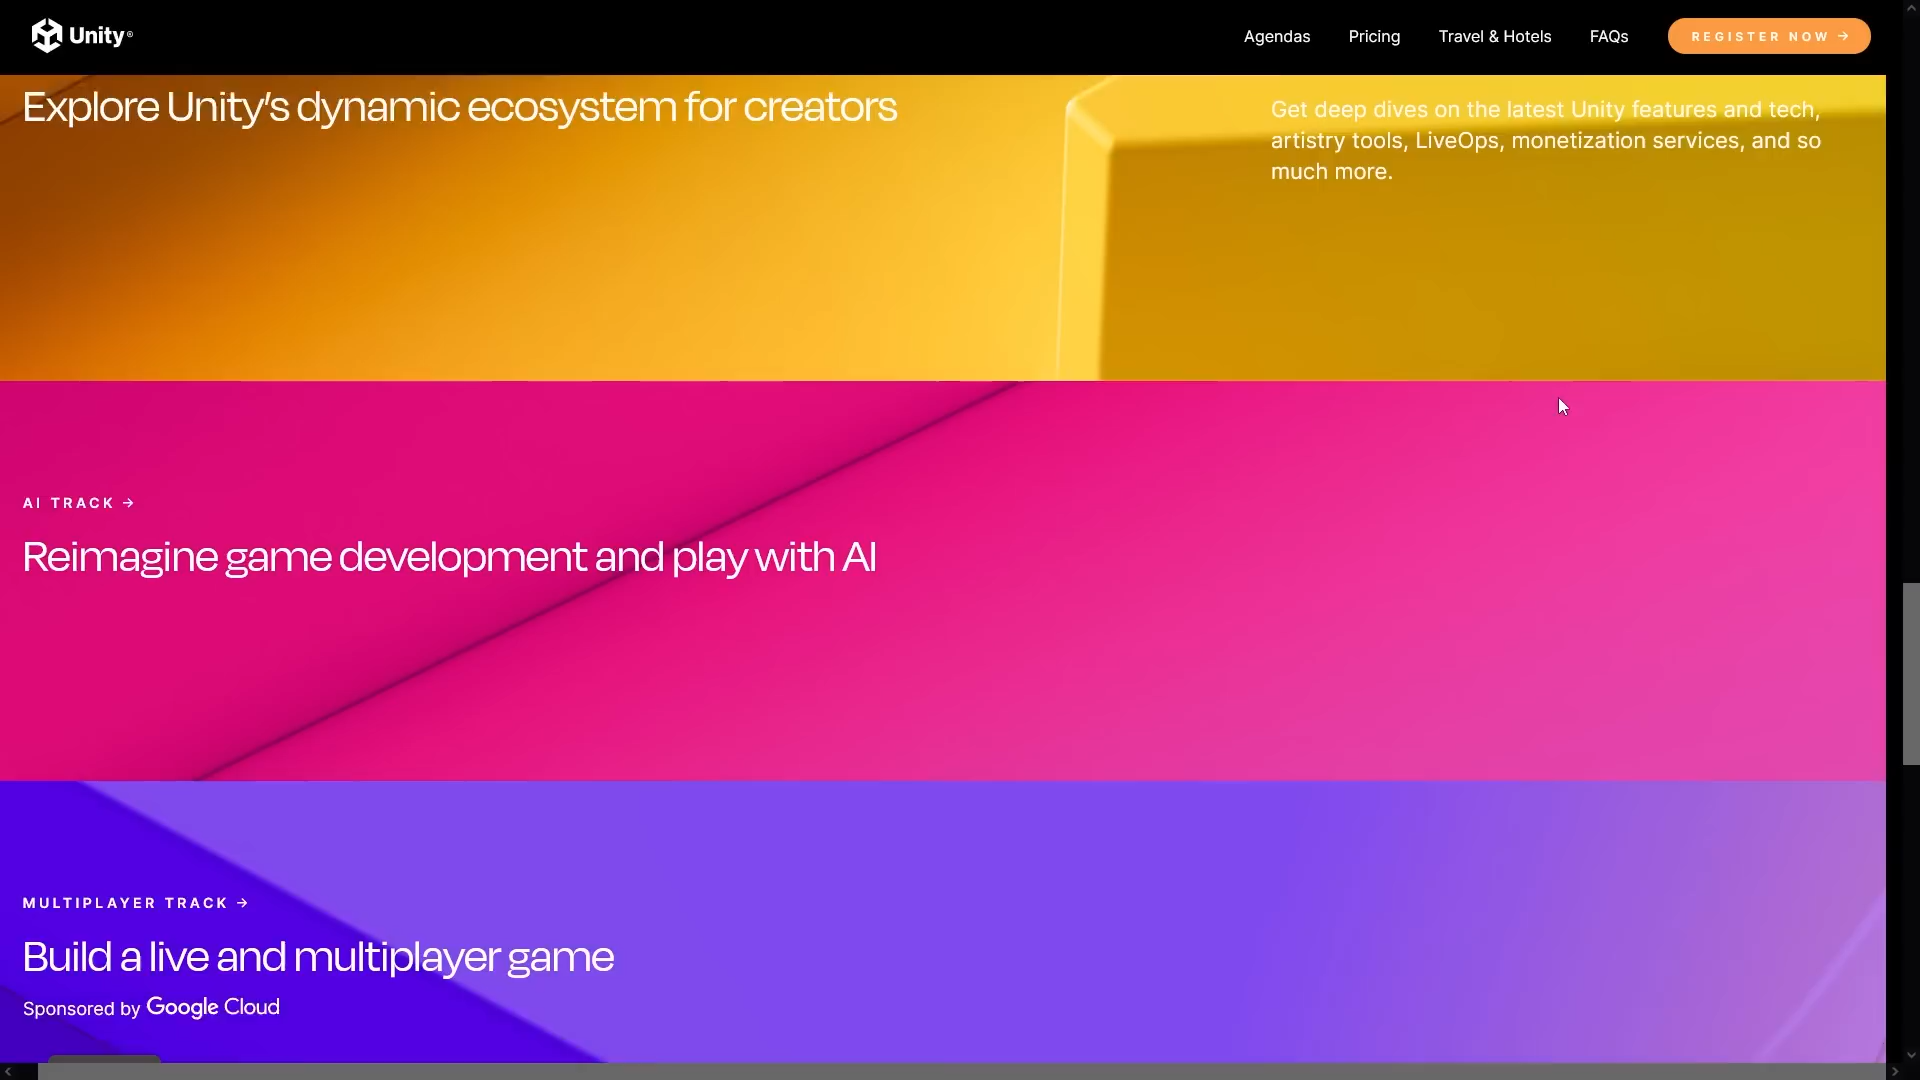 Unity®
Agendas
Pricing
Travel & Hotels
FAQs
REGISTER NOW →
Explore Unity’s dynamic ecosystem for creators
Get deep dives on the latest Unity features and tech,
artistry tools, LiveOps, monetization services, and so
much more.
AI TRACK →
Reimagine game development and play with AI
MULTIPLAYER TRACK →
Build a live and multiplayer game
Sponsored by Google Cloud